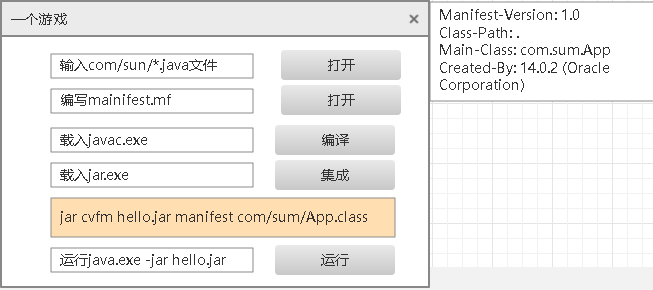 一个游戏
×
输入com/sun/*.java文件
打开
编写mainifest.mf
打开
载入javac.exe
编译
载入jar.exe
集成
jar cvfm hello.jar manifest com/sum/App.class
运行java.exe -jar hello.jar
运行
Manifest-Version: 1.0
Class-Path: .
Main-Class: com.sum.App
Created-By: 14.0.2 (Oracle
Corporation)